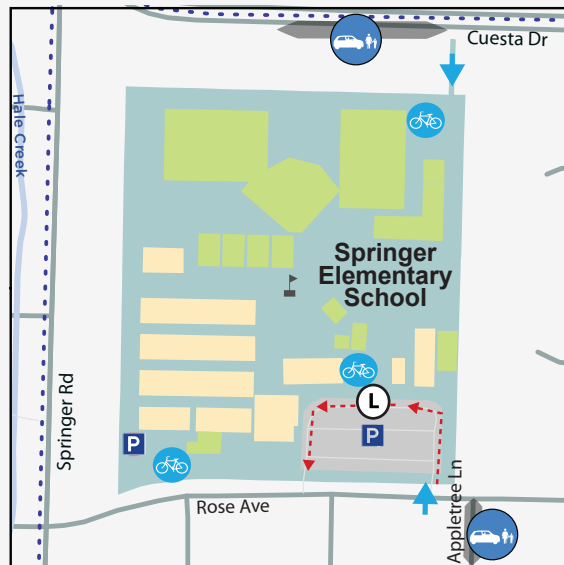 Cuesta Dr
Hale Creek
Springer
Elementary
School
Springer Rd
L
P
P
Rose Ave
Appletree Ln